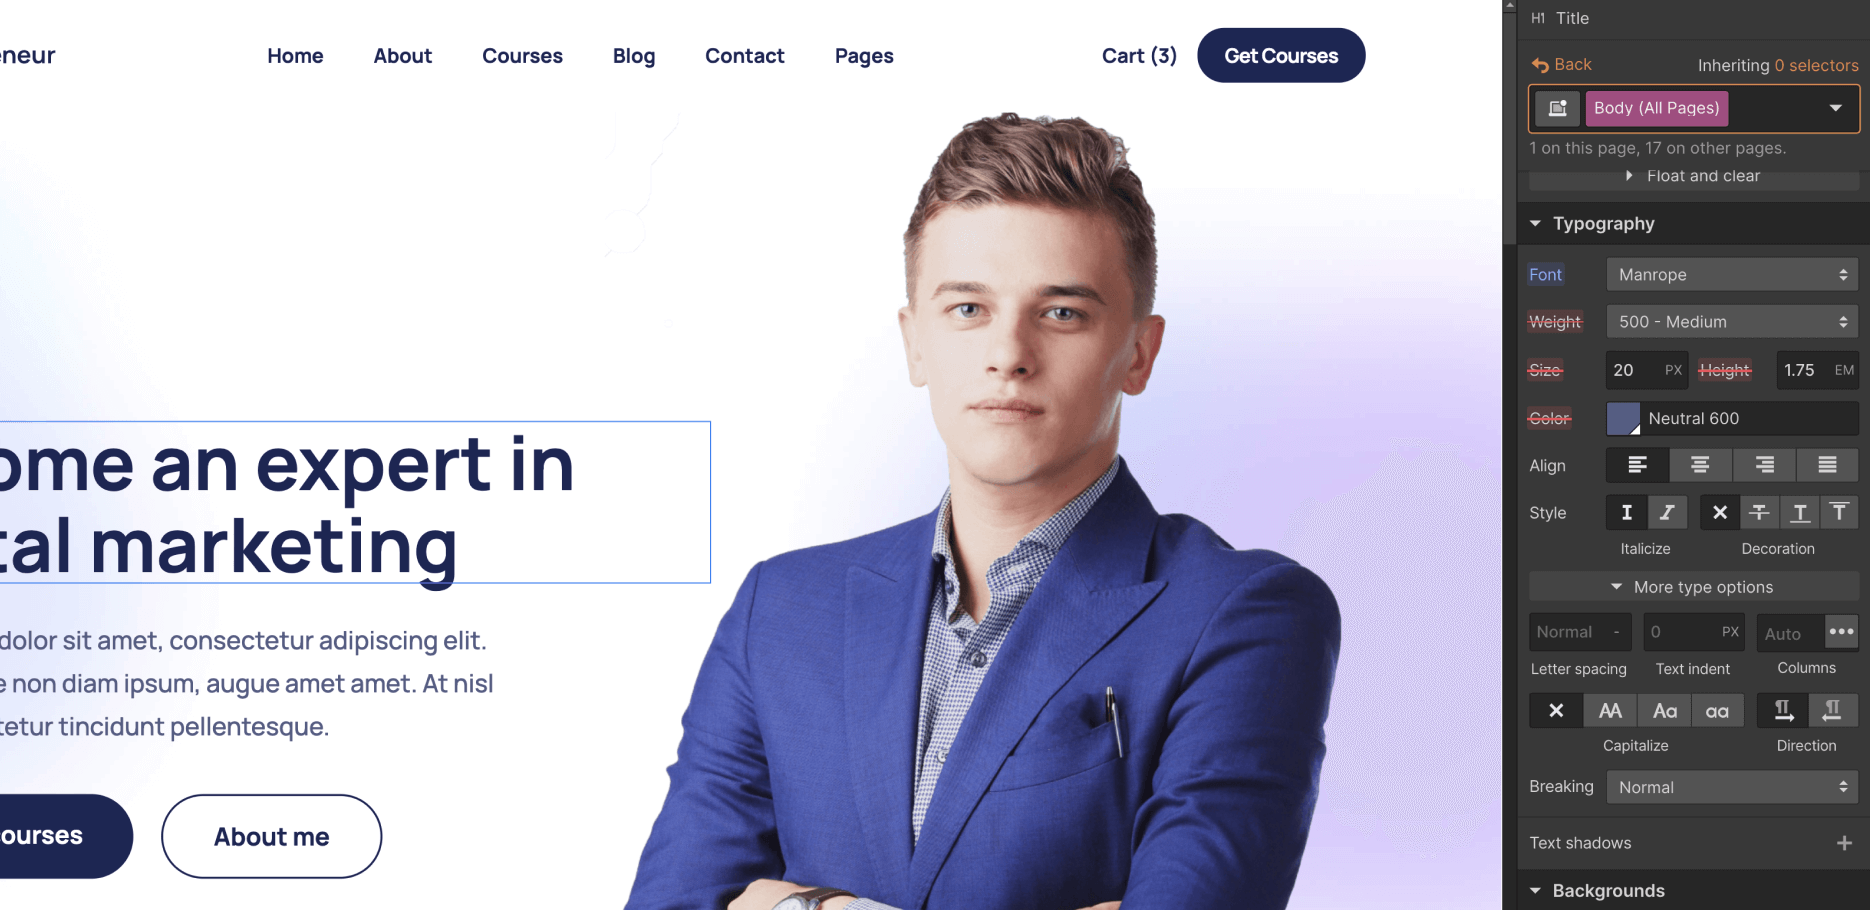 eneur
Home About Courses Blog Contact Pages Cart (3) Get Courses
ome an expert in
tal marketing
dolor sit amet, consectetur adipiscing elit.
e non diam ipsum, augue amet amet. At nisl
tetur tincidunt pellentesque.
ourses About me
H1 Title
Back Inheriting 0 selectors
Body (All Pages)
1 on this page, 17 on other pages.
Float and clear
Typography
Font Manrope
Weight 500 - Medium
Size 20 PX Height 1.75 EM
Color Neutral 600
Align
Style I I T T T
Italicize Decoration
More type options
Normal - 0 PX Auto
Letter spacing Text indent Columns
AA Aa aa
Capitalize Direction
Breaking Normal
Text shadows +
Backgrounds